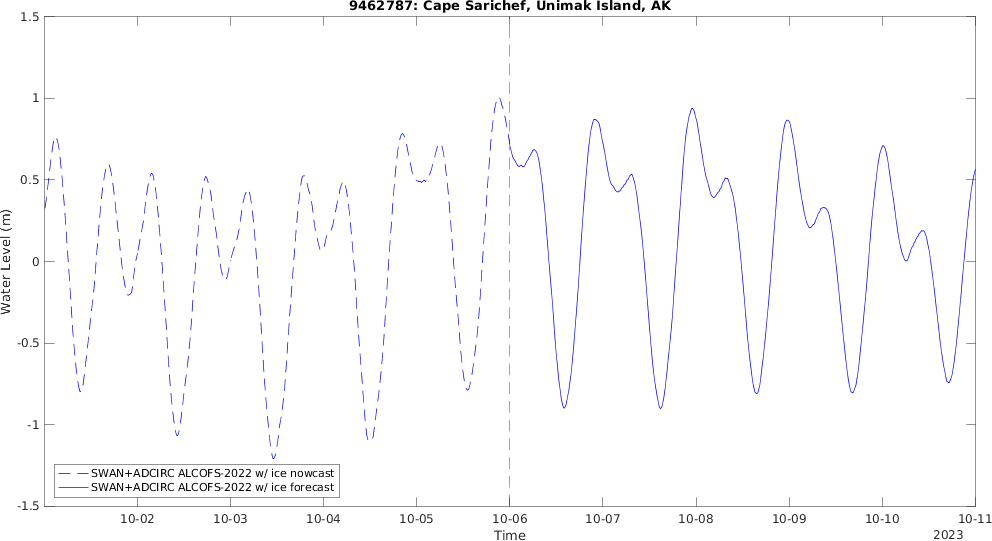 9462787: Cape Sarichef, Unimak Island, AK
1.5
1
0.5
0
-0.5
-1
-1.5
Water Level (m)
SWAN+ADCIRC ALCOFS-2022 w/ ice nowcast
SWAN+ADCIRC ALCOFS-2022 w/ ice forecast
10-02 10-03 10-04 10-05 10-06 10-07 10-08 10-09 10-10 10-11
Time
2023